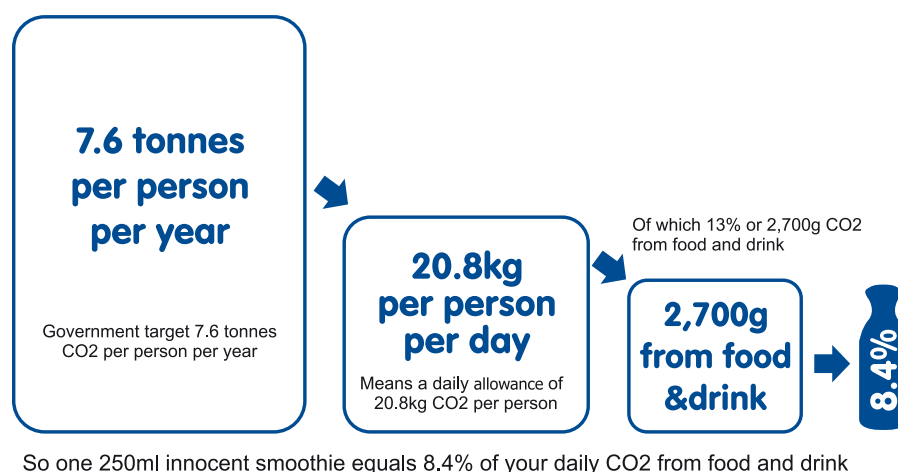 7.6 tonnes
per person
per year
Government target 7.6 tonnes
CO2 per person per year
20.8kg
per person
per day
Means a daily allowance of
20.8kg CO2 per person
Of which 13% or 2,700g CO2
from food and drink
2,700g
from food
&drink
8.4%
So one 250ml innocent smoothie equals 8.4% of your daily CO2 from food and drink